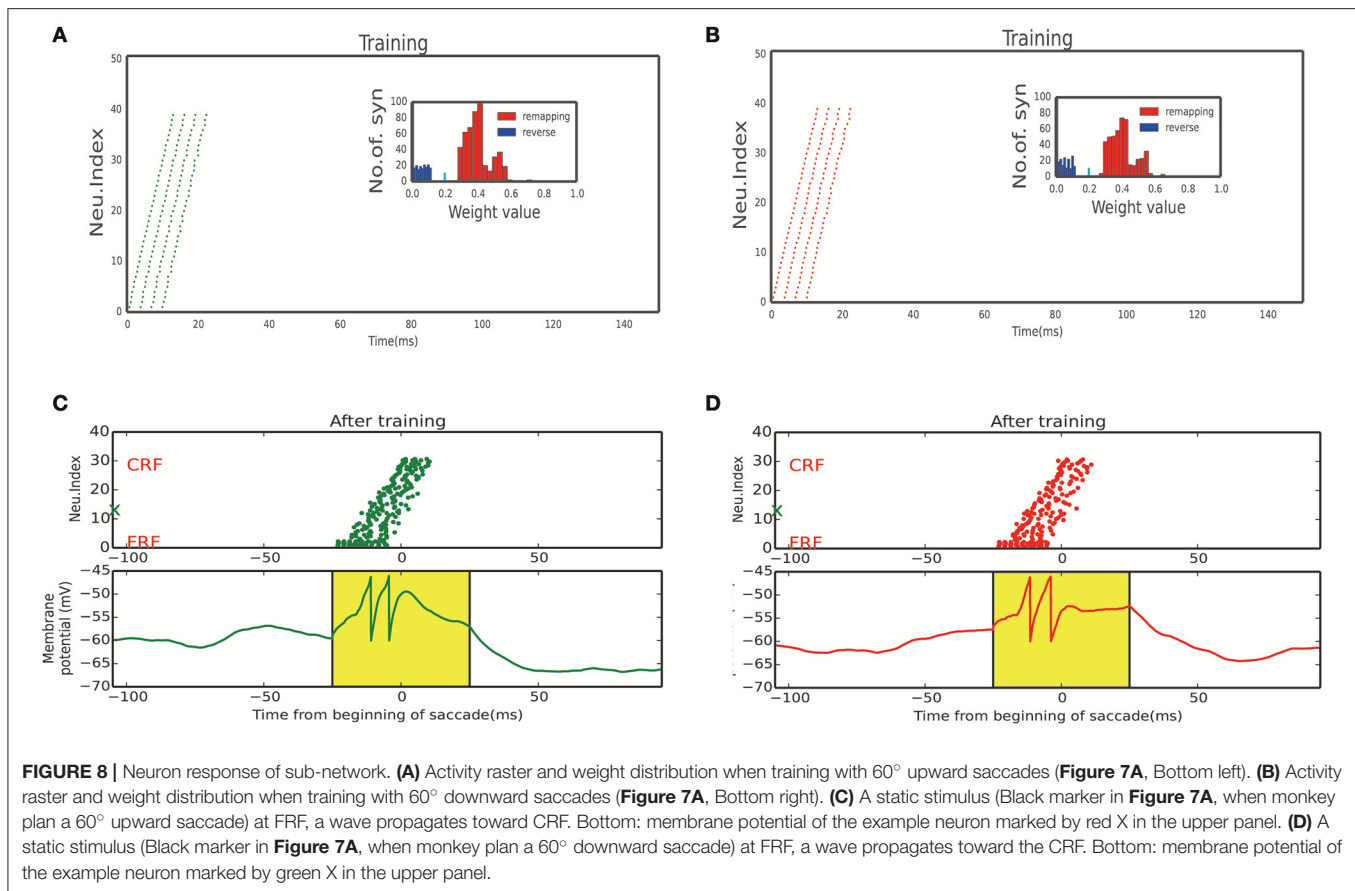 A
Training
50
40
30
20
10
0
Neu.Index
0 20 40 60 80 100 120 140
Time(ms)
100
80
60
40
20
0
No.of. syn
remapping
reverse
0.0 0.2 0.4 0.6 0.8 1.0
Weight value
B
Training
50
40
30
20
10
0
Neu.Index
0 20 40 60 80 100 120 140
Time(ms)
100
80
60
40
20
0
No.of. syn
remapping
reverse
0.0 0.2 0.4 0.6 0.8 1.0
Weight value
C
After training
40
30
20
10
0
Neu.Index
CRF
X
FRF
−100 −50 0 50
−45
−50
−55
−60
−65
−70
Membrane
potential (mV)
−100 −50 0 50
Time from beginning of saccade(ms)
D
After training
40
30
20
10
0
Neu.Index
CRF
X
FRF
−100 −50 0 50
−45
−50
−55
−60
−65
−70
−100 −50 0 50
Time from beginning of saccade(ms)
FIGURE 8 | Neuron response of sub-network. (A) Activity raster and weight distribution when training with 60° upward saccades (Figure 7A, Bottom left). (B) Activity
raster and weight distribution when training with 60° downward saccades (Figure 7A, Bottom right). (C) A static stimulus (Black marker in Figure 7A, when monkey
plan a 60° upward saccade) at FRF, a wave propagates toward CRF. Bottom: membrane potential of the example neuron marked by red X in the upper panel. (D) A
static stimulus (Black marker in Figure 7A, when monkey plan a 60° downward saccade) at FRF, a wave propagates toward the CRF. Bottom: membrane potential of
the example neuron marked by green X in the upper panel.